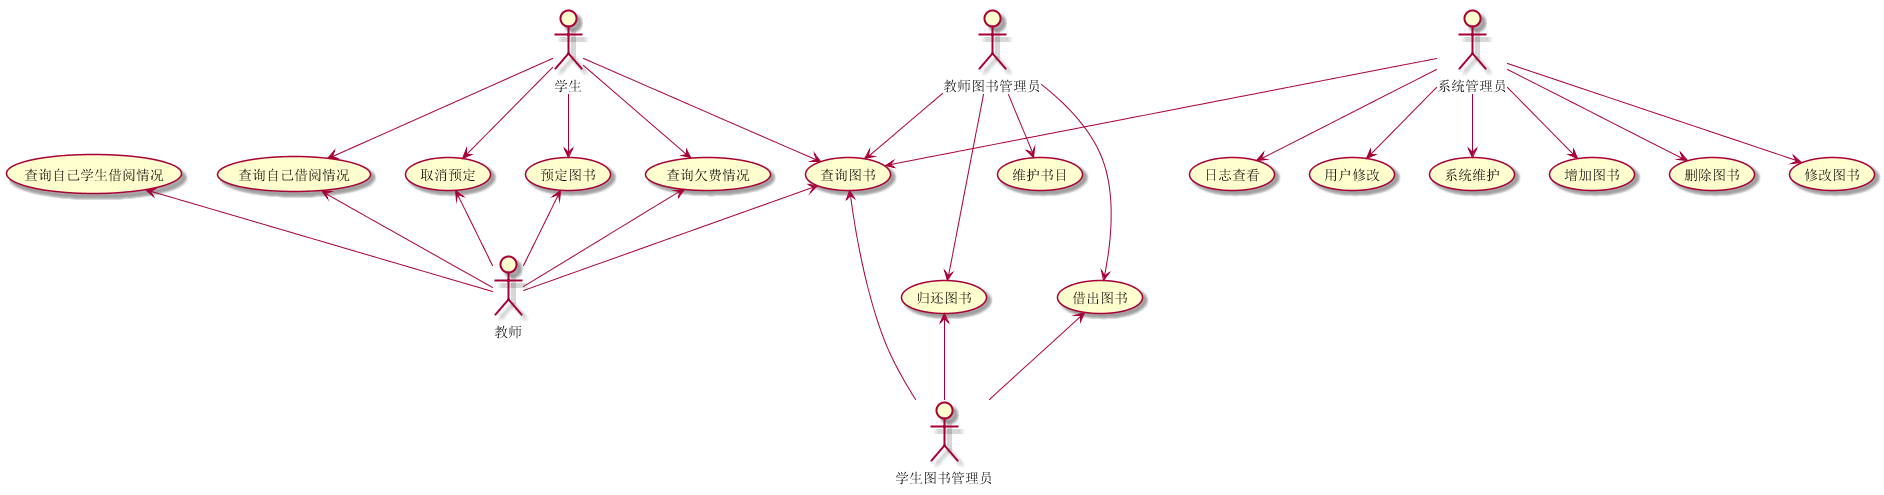 学生
教师图书管理员
系统管理员
查询自己学生借阅情况
查询自己借阅情况
取消预定
预定图书
查询欠费情况
查询图书
维护书目
日志查看
用户修改
系统维护
增加图书
删除图书
修改图书
归还图书
借出图书
教师
学生图书管理员